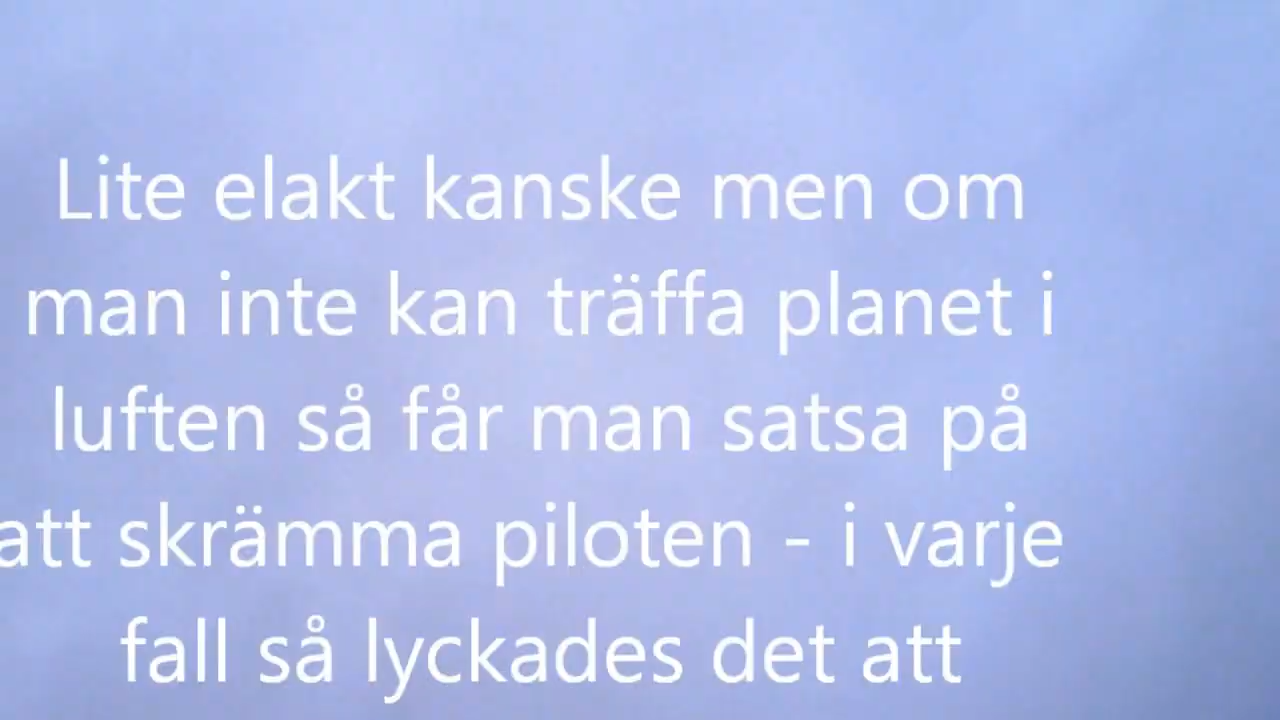 Lite elakt kanske men om
man inte kan träffa planet i
luften så får man satsa på
att skrämma piloten - i varje
fall så lyckades det att